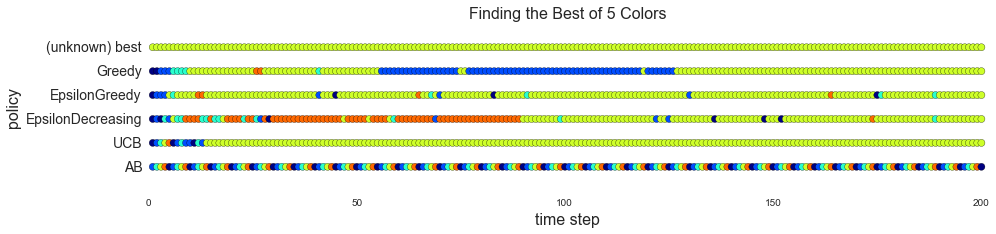 Finding the Best of 5 Colors
policy
(unknown) best
Greedy
EpsilonGreedy
EpsilonDecreasing
UCB
AB
0 50 100 150 200
time step